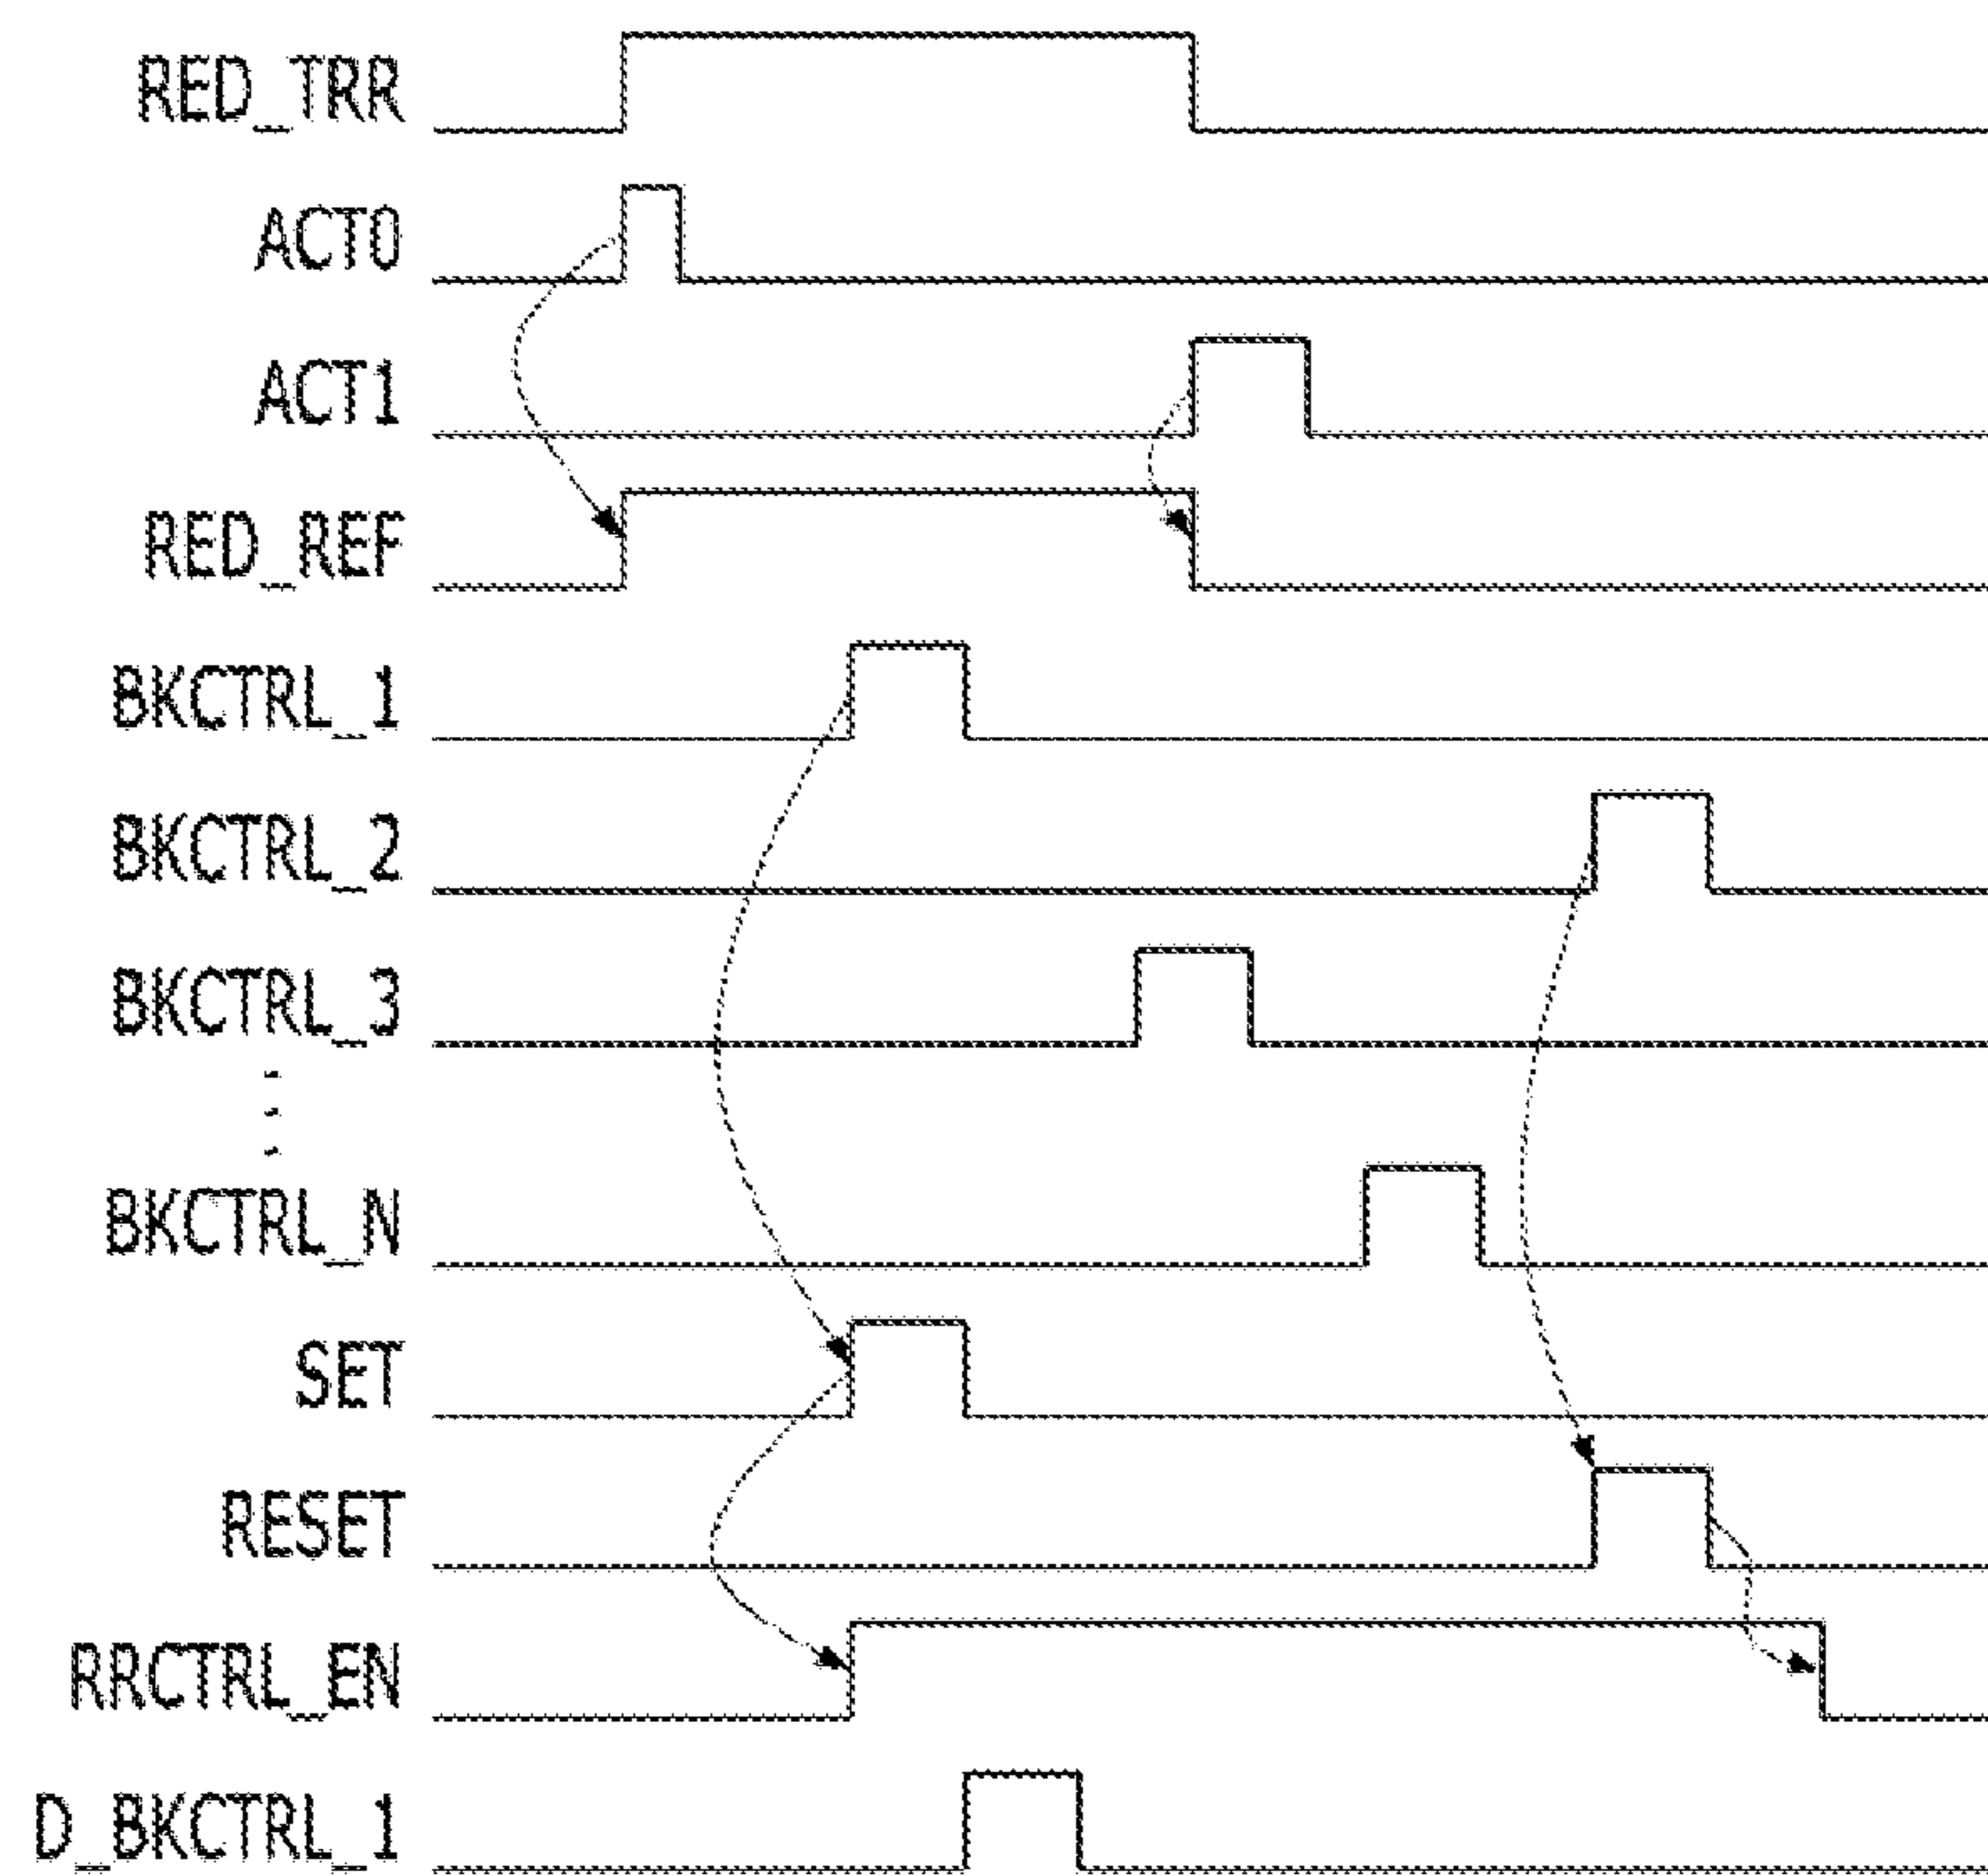 RED_TRR
ACT0
ACT1
RED_REF
BKCTRL_1
BKCTRL_2
BKCTRL_3
BKCTRL_N
SET
RESET
RRCTRL_EN
D_BKCTRL_1